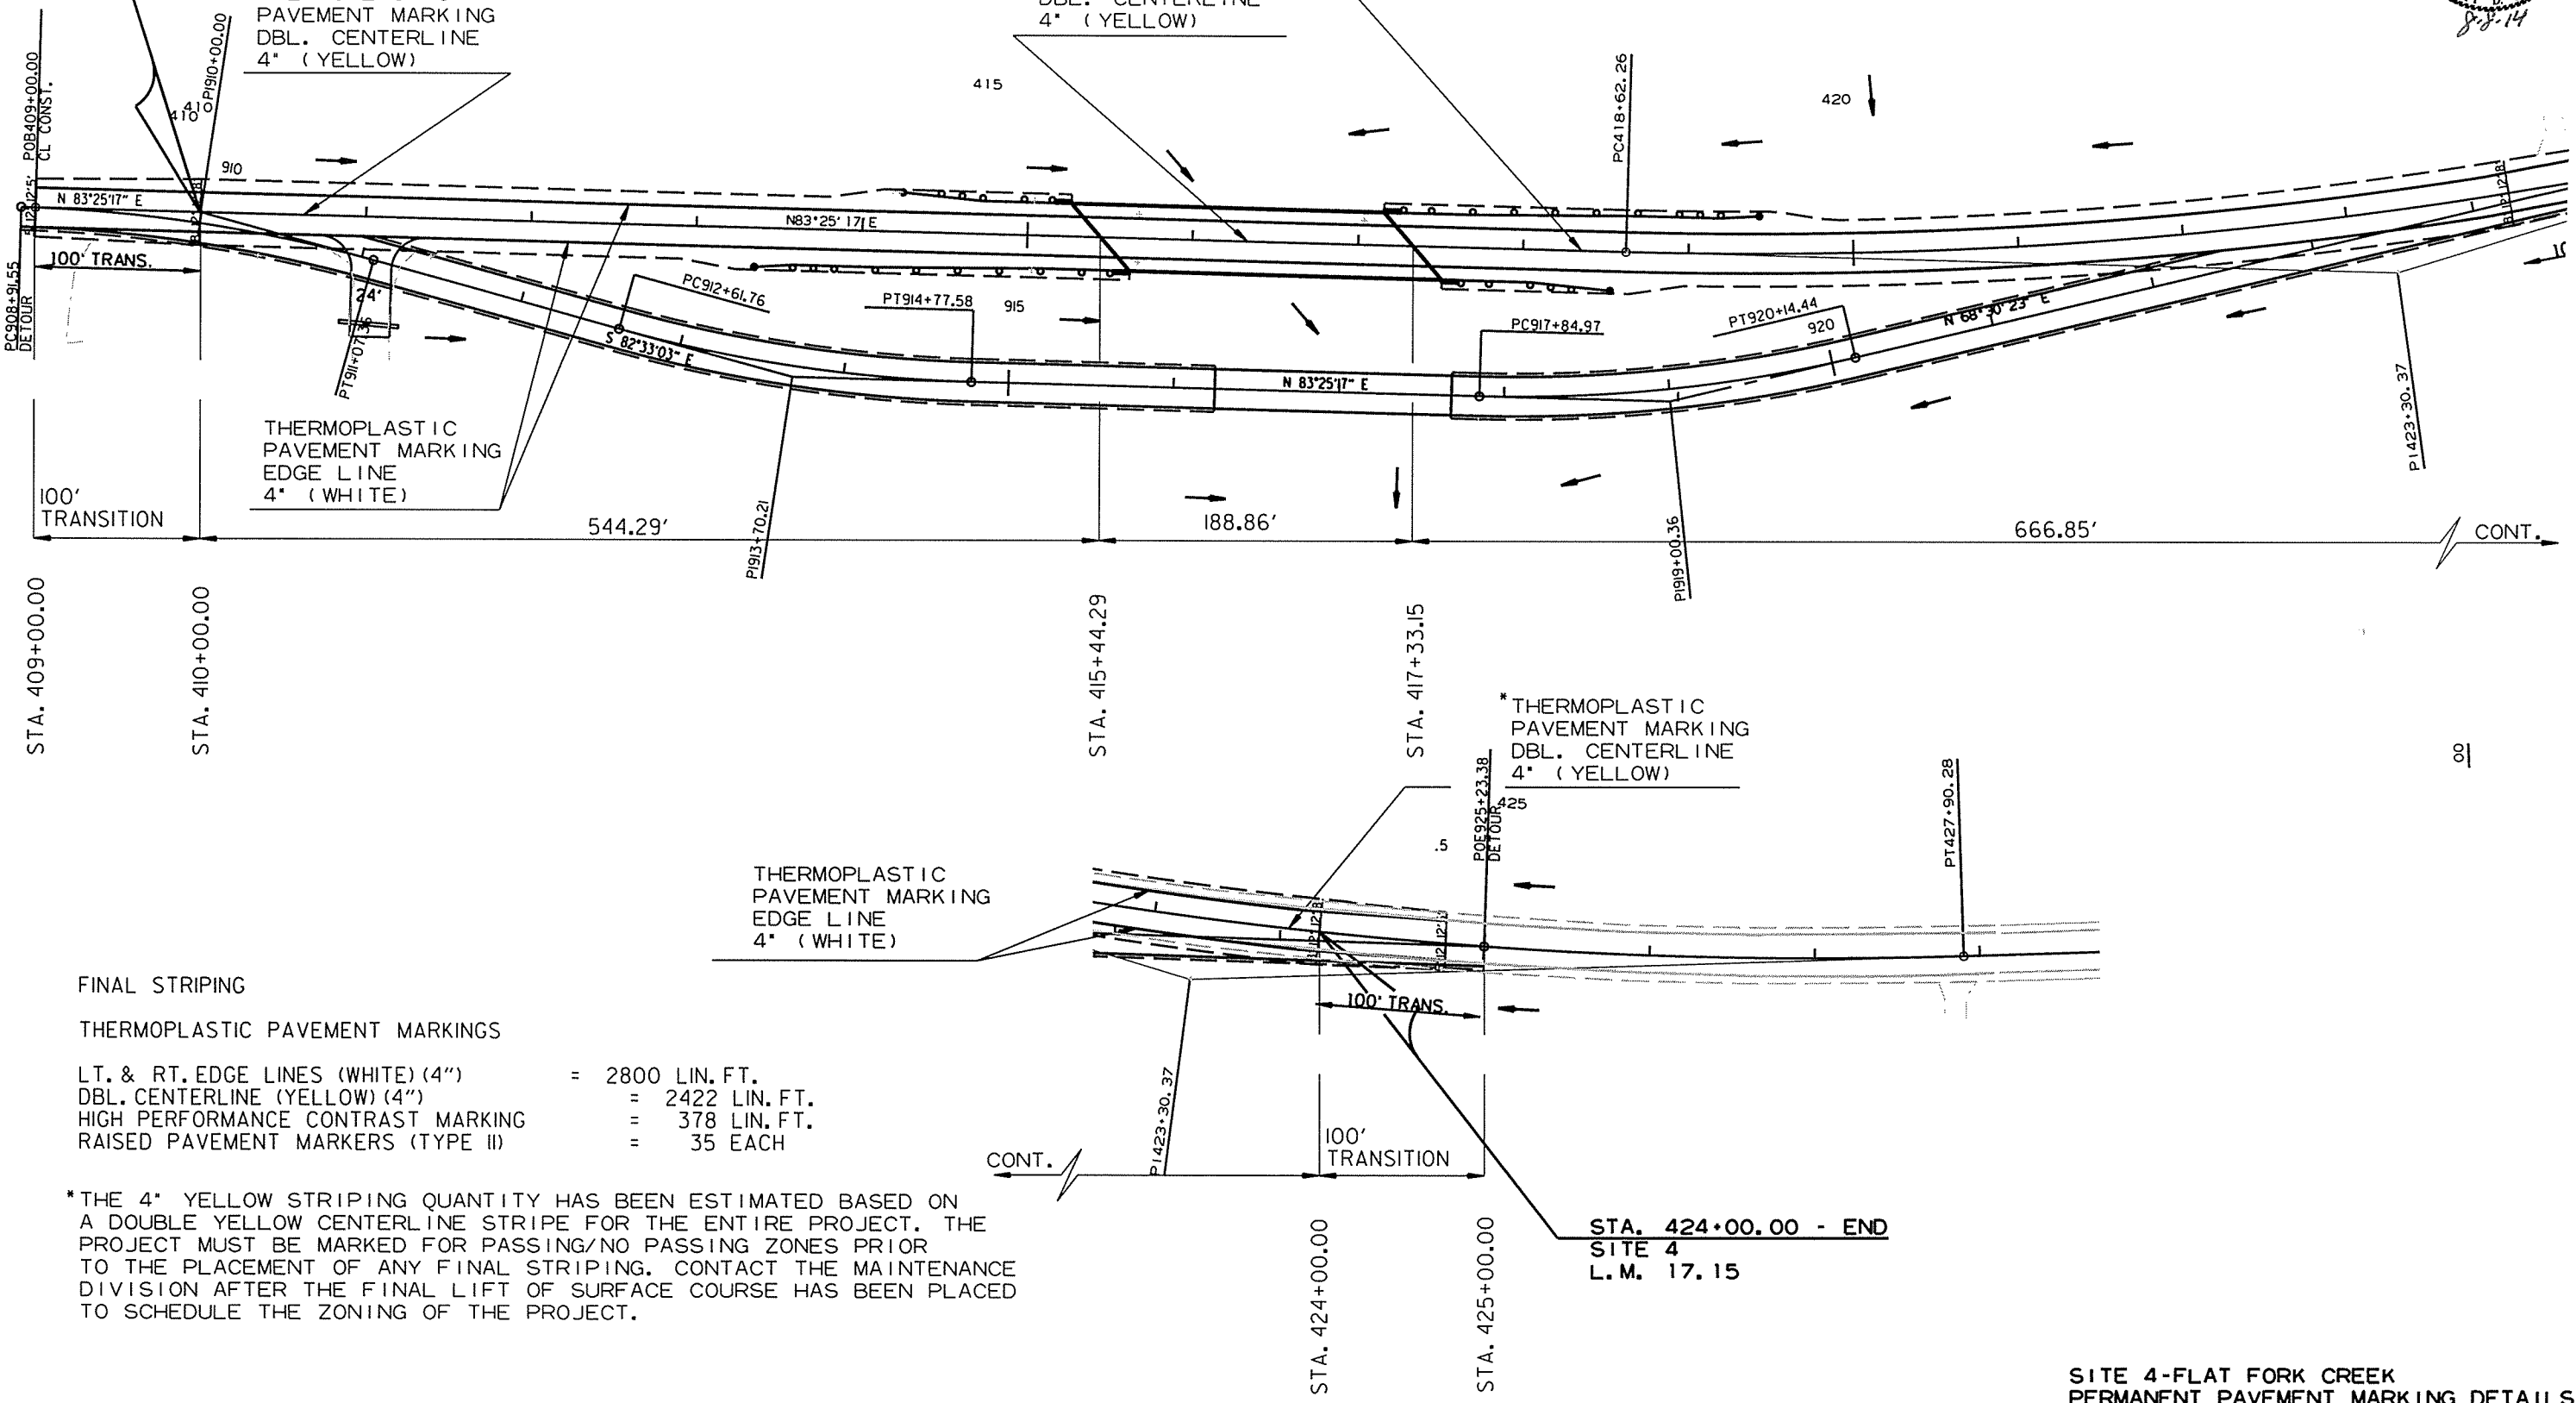 PAVEMENT MARKING
DBL. CENTERLINE
4" (YELLOW)
4" (YELLOW)
8-8-14
POB409+00.00
CL CONST.
PI910+00.00
410
410
415
PC418+62.26
420
910
N 83°25'17" E
N83°25'17" E
100' TRANS.
PC908+91.55
DETOUR
24'
PT911+07.36
S 82°33'03" E
PC912+61.76
PT914+77.58
915
N 83°25'17" E
PC917+84.97
PT920+14.44
920
N 68°30'23" E
PI423+30.37
THERMOPLASTIC
PAVEMENT MARKING
EDGE LINE
4" (WHITE)
PI913+70.21
PI919+00.36
100'
TRANSITION
544.29'
188.86'
666.85'
CONT.
STA. 409+00.00
STA. 410+00.00
STA. 415+44.29
STA. 417+33.15
*THERMOPLASTIC
PAVEMENT MARKING
DBL. CENTERLINE
4" (YELLOW)
POE925+23.38
DETOUR
425
.5
PT427+90.28
THERMOPLASTIC
PAVEMENT MARKING
EDGE LINE
4" (WHITE)
100' TRANS.
PI423+30.37
CONT.
100'
TRANSITION
STA. 424+00.00
STA. 425+00.00
STA. 424+00.00 - END
SITE 4
L.M. 17.15
FINAL STRIPING
THERMOPLASTIC PAVEMENT MARKINGS
LT. & RT. EDGE LINES (WHITE) (4") = 2800 LIN. FT.
DBL. CENTERLINE (YELLOW) (4") = 2422 LIN. FT.
HIGH PERFORMANCE CONTRAST MARKING = 378 LIN. FT.
RAISED PAVEMENT MARKERS (TYPE II) = 35 EACH
*THE 4" YELLOW STRIPING QUANTITY HAS BEEN ESTIMATED BASED ON
A DOUBLE YELLOW CENTERLINE STRIPE FOR THE ENTIRE PROJECT. THE
PROJECT MUST BE MARKED FOR PASSING/NO PASSING ZONES PRIOR
TO THE PLACEMENT OF ANY FINAL STRIPING. CONTACT THE MAINTENANCE
DIVISION AFTER THE FINAL LIFT OF SURFACE COURSE HAS BEEN PLACED
TO SCHEDULE THE ZONING OF THE PROJECT.
SITE 4-FLAT FORK CREEK
PERMANENT PAVEMENT MARKING DETAILS